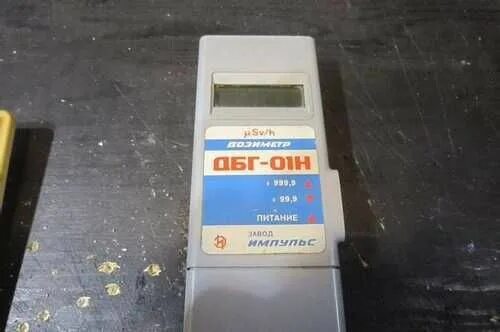 μSv/h
ДОЗИМЕТР
ДБГ-01Н
999,9
99,9
ПИТАНИЕ
ЗАВОД
ИМПУЛЬС